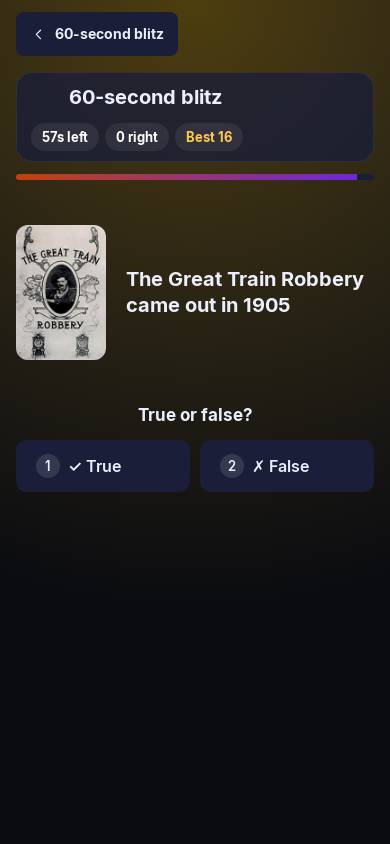 60-second blitz
60-second blitz
57s left
0 right
Best 16
THE GREAT TRAIN
ROBBERY
The Great Train Robbery
came out in 1905
True or false?
1 ✓ True
2 ✗ False